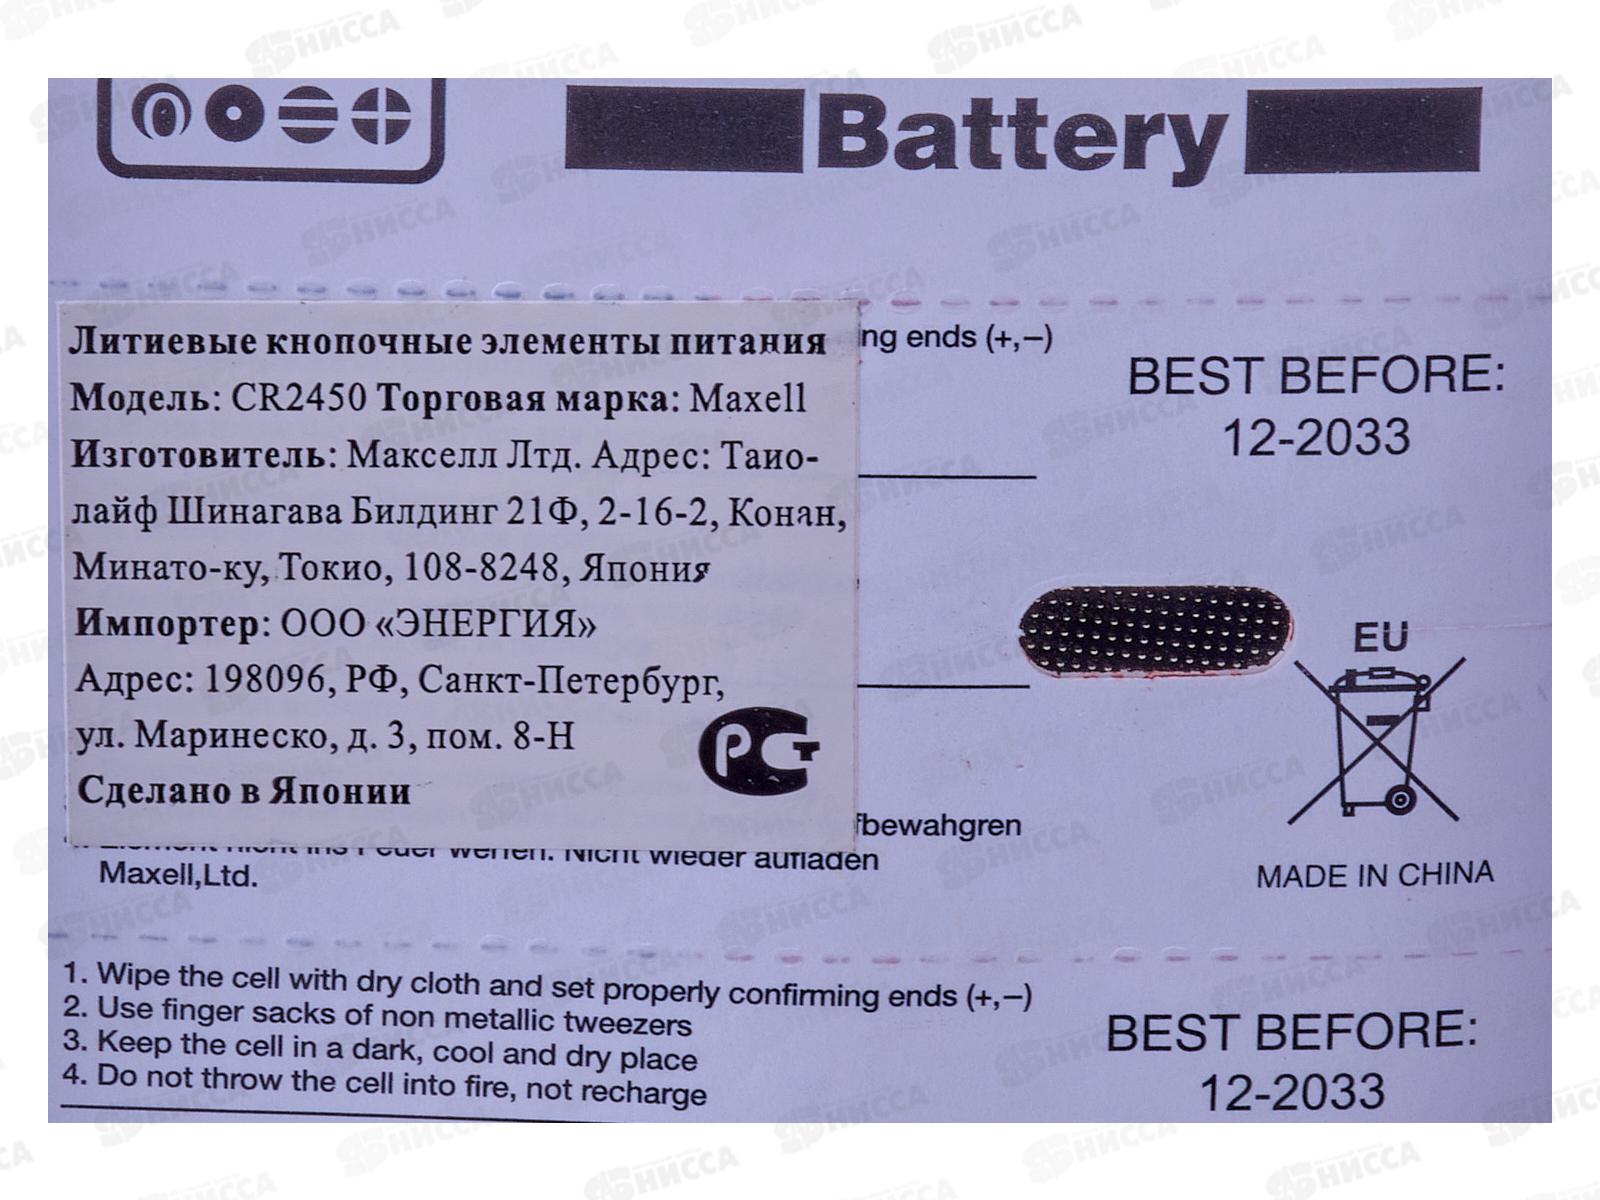 Battery
ng ends (+,–)
BEST BEFORE:
12-2033
Литиевые кнопочные элементы питания
Модель: CR2450 Торговая марка: Maxell
Изготовитель: Макселл Лтд. Адрес: Таио-
лайф Шинагава Билдинг 21Ф, 2-16-2, Конан,
Минато-ку, Токио, 108-8248, Япония
Импортер: ООО «ЭНЕРГИЯ»
Адрес: 198096, РФ, Санкт-Петербург,
ул. Маринеско, д. 3, пом. 8-Н
Сделано в Японии
РСТ
EU
MADE IN CHINA
fbewahgren
Nicht wieder aufladen
Maxell,Ltd.
1. Wipe the cell with dry cloth and set properly confirming ends (+,–)
2. Use finger sacks of non metallic tweezers
3. Keep the cell in a dark, cool and dry place
4. Do not throw the cell into fire, not recharge
BEST BEFORE:
12-2033
НИССА